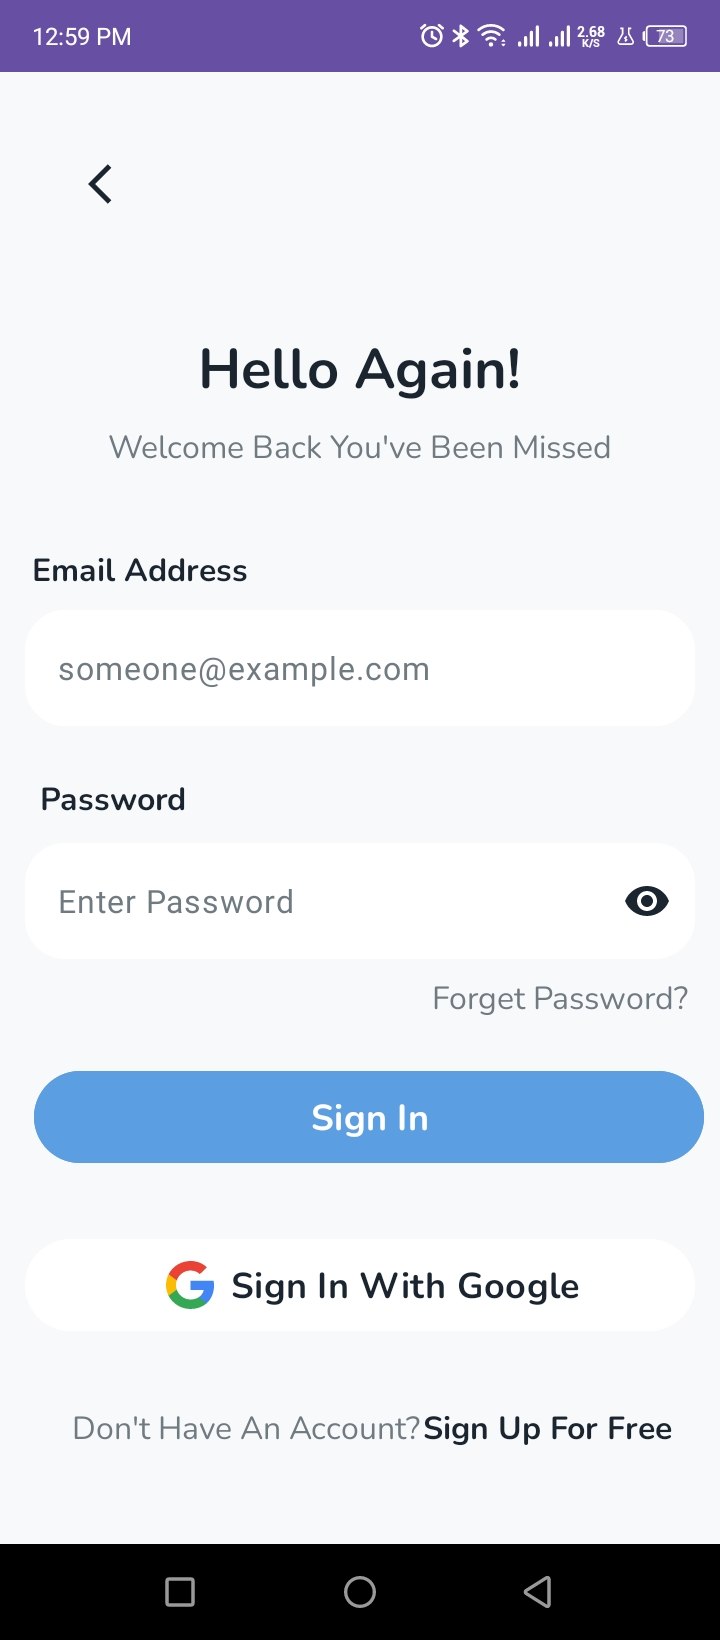 12:59 PM 2.68 K/S 73
Hello Again!
Welcome Back You've Been Missed
Email Address
someone@example.com
Password
Enter Password
Forget Password?
Sign In
Sign In With Google
Don't Have An Account? Sign Up For Free